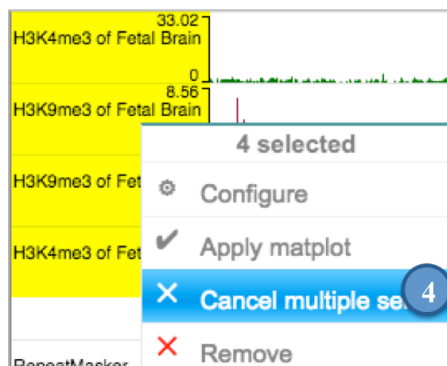 33.02
H3K4me3 of Fetal Brain
0
8.56
H3K9me3 of Fetal Brain
4 selected
H3K9me3 of Fet
Configure
H3K4me3 of Fet
Apply matplot
Cancel multiple se
4
Remove
RepeatMasker